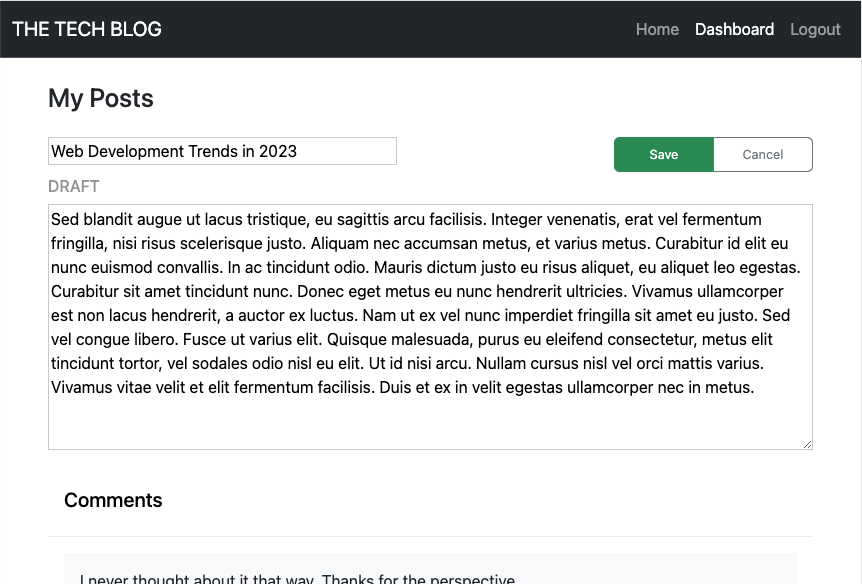 THE TECH BLOG
Home Dashboard Logout
My Posts
Web Development Trends in 2023
Save Cancel
DRAFT
Sed blandit augue ut lacus tristique, eu sagittis arcu facilisis. Integer venenatis, erat vel fermentum
fringilla, nisi risus scelerisque justo. Aliquam nec accumsan metus, et varius metus. Curabitur id elit eu
nunc euismod convallis. In ac tincidunt odio. Mauris dictum justo eu risus aliquet, eu aliquet leo egestas.
Curabitur sit amet tincidunt nunc. Donec eget metus eu nunc hendrerit ultricies. Vivamus ullamcorper
est non lacus hendrerit, a auctor ex luctus. Nam ut ex vel nunc imperdiet fringilla sit amet eu justo. Sed
vel congue libero. Fusce ut varius elit. Quisque malesuada, purus eu eleifend consectetur, metus elit
tincidunt tortor, vel sodales odio nisl eu elit. Ut id nisi arcu. Nullam cursus nisl vel orci mattis varius.
Vivamus vitae velit et elit fermentum facilisis. Duis et ex in velit egestas ullamcorper nec in metus.
Comments
I never thought about it that way. Thanks for the perspective.